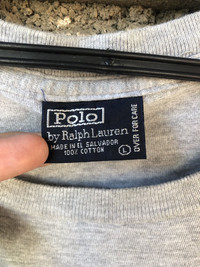 Polo
by Ralph Lauren
MADE IN EL SALVADOR
100% COTTON
L
OVER FOR CARE